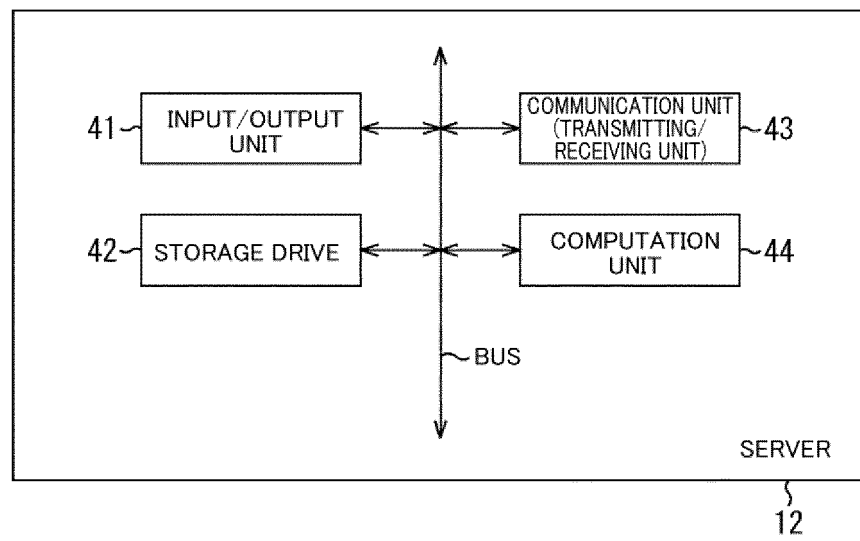 41
INPUT/OUTPUT
UNIT
COMMUNICATION UNIT
(TRANSMITTING/
RECEIVING UNIT)
43
42
STORAGE DRIVE
COMPUTATION
UNIT
44
BUS
SERVER
12